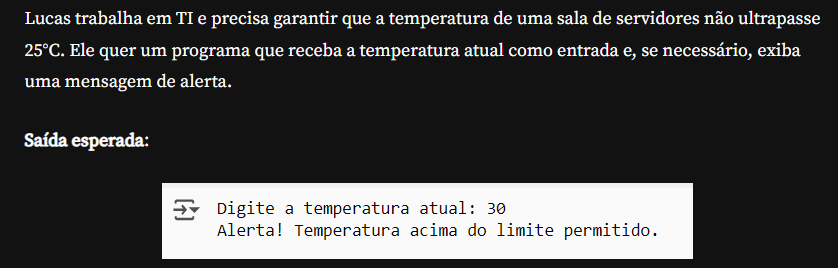 Lucas trabalha em TI e precisa garantir que a temperatura de uma sala de servidores não ultrapasse
25°C. Ele quer um programa que receba a temperatura atual como entrada e, se necessário, exiba
uma mensagem de alerta.
Saída esperada:
Digite a temperatura atual: 30
Alerta! Temperatura acima do limite permitido.